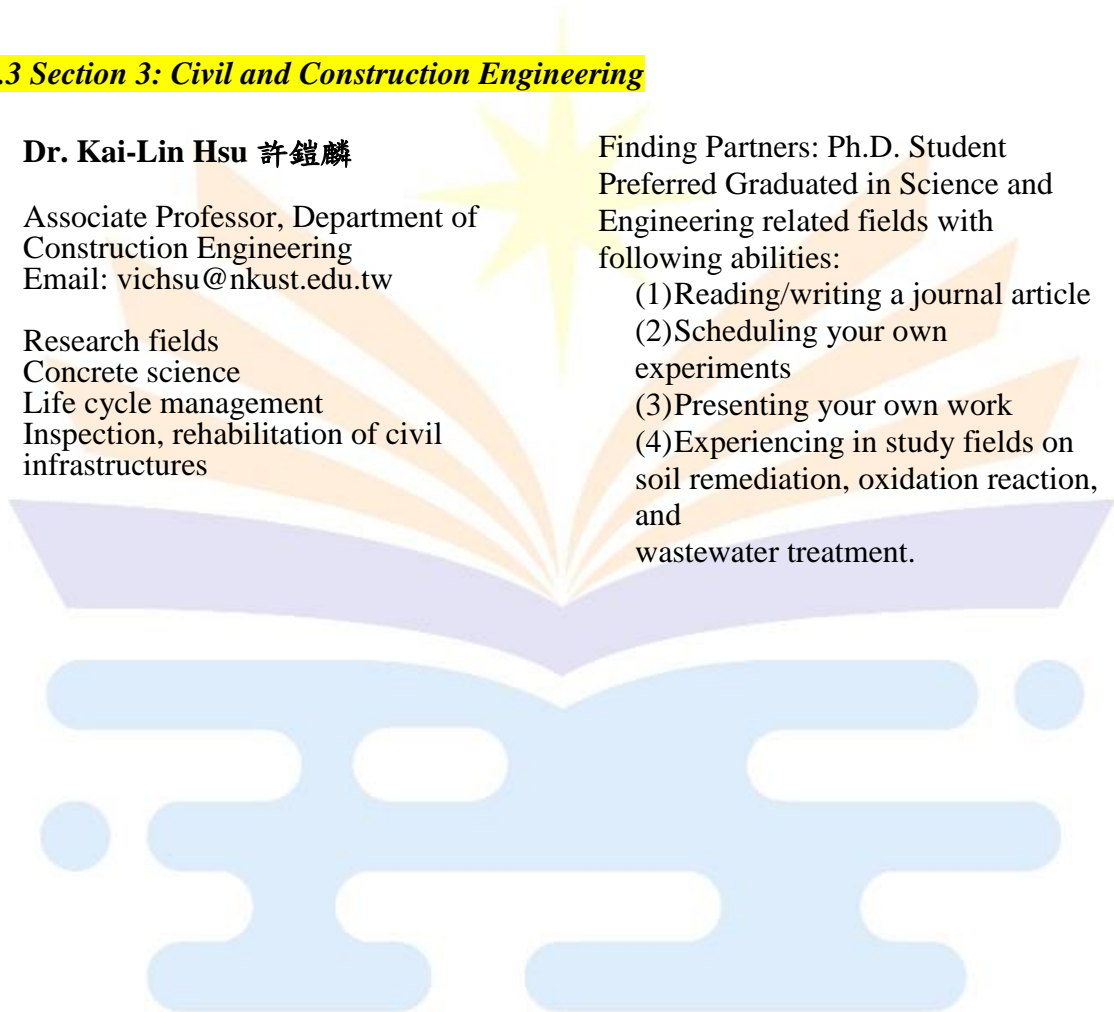 .3 Section 3: Civil and Construction Engineering
Dr. Kai-Lin Hsu 許鎧麟
Associate Professor, Department of
Construction Engineering
Email: vichsu@nkust.edu.tw
Research fields
Concrete science
Life cycle management
Inspection, rehabilitation of civil
infrastructures
Finding Partners: Ph.D. Student
Preferred Graduated in Science and
Engineering related fields with
following abilities:
(1)Reading/writing a journal article
(2)Scheduling your own
experiments
(3)Presenting your own work
(4)Experiencing in study fields on
soil remediation, oxidation reaction,
and
wastewater treatment.